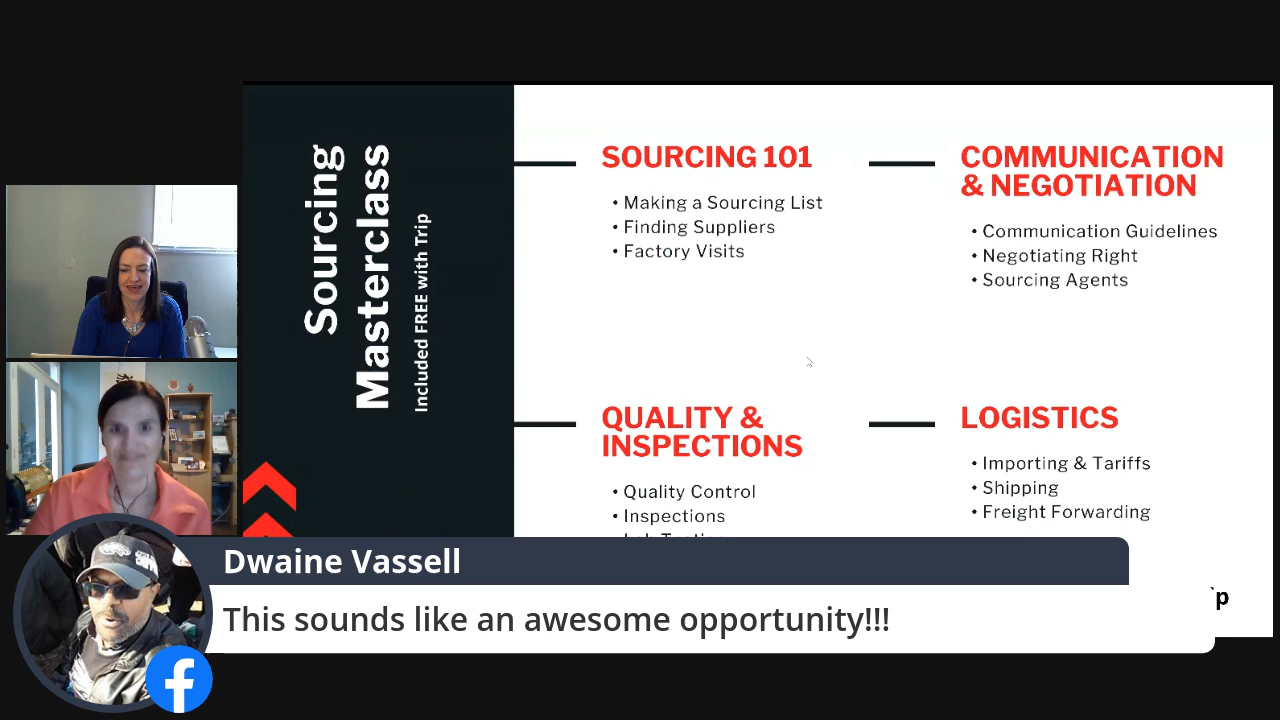 Sourcing
Masterclass
Included FREE with Trip
SOURCING 101
• Making a Sourcing List
• Finding Suppliers
• Factory Visits
COMMUNICATION
& NEGOTIATION
• Communication Guidelines
• Negotiating Right
• Sourcing Agents
QUALITY &
INSPECTIONS
• Quality Control
• Inspections
LOGISTICS
• Importing & Tariffs
• Shipping
• Freight Forwarding
Dwaine Vassell
This sounds like an awesome opportunity!!!